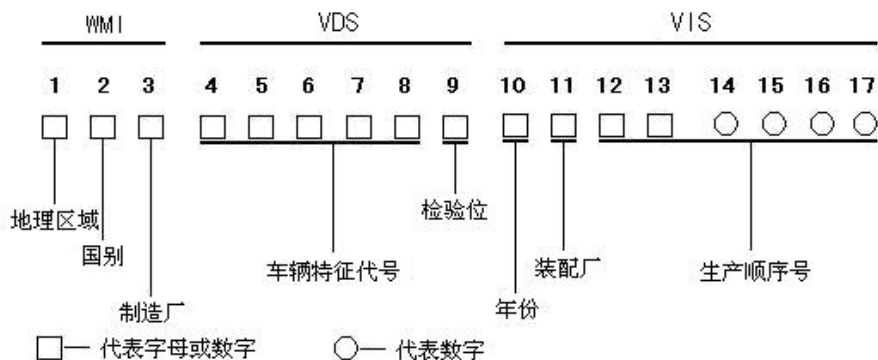 WMI VDS VIS
1 2 3 4 5 6 7 8 9 10 11 12 13 14 15 16 17
地理区域
国别
制造厂
车辆特征代号
检验位
年份
装配厂
生产顺序号
代表字母或数字 代表数字